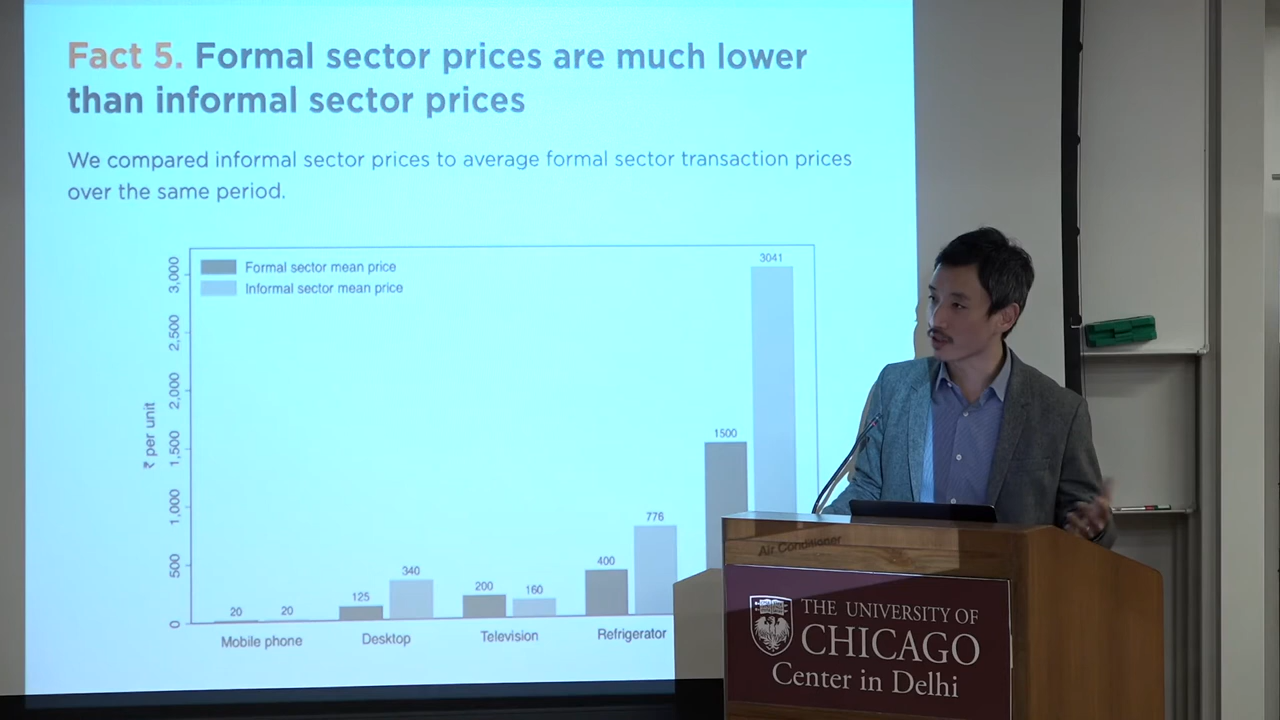 Fact 5. Formal sector prices are much lower
than informal sector prices
We compared informal sector prices to average formal sector transaction prices
over the same period.
Formal sector mean price
Informal sector mean price
₹ per unit
3,000
2,500
2,000
1,500
1,000
500
0
20
20
125
340
200
160
400
776
1500
3041
Mobile phone
Desktop
Television
Refrigerator
Air Conditioner
THE UNIVERSITY OF
CHICAGO
Center in Delhi